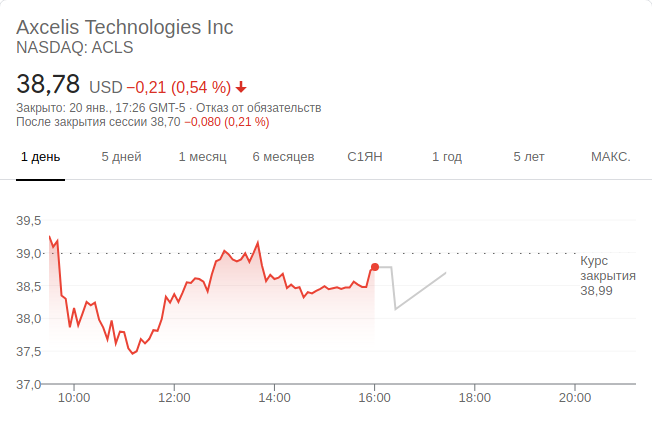 Axcelis Technologies Inc
NASDAQ: ACLS
38,78 USD −0,21 (0,54 %)
Закрыто: 20 янв., 17:26 GMT-5 · Отказ от обязательств
После закрытия сессии 38,70 −0,080 (0,21 %)
1 день 5 дней 1 месяц 6 месяцев С1ЯН 1 год 5 лет МАКС.
39,5
39,0
38,5
38,0
37,5
37,0
Курс
закрытия
38,99
10:00 12:00 14:00 16:00 18:00 20:00